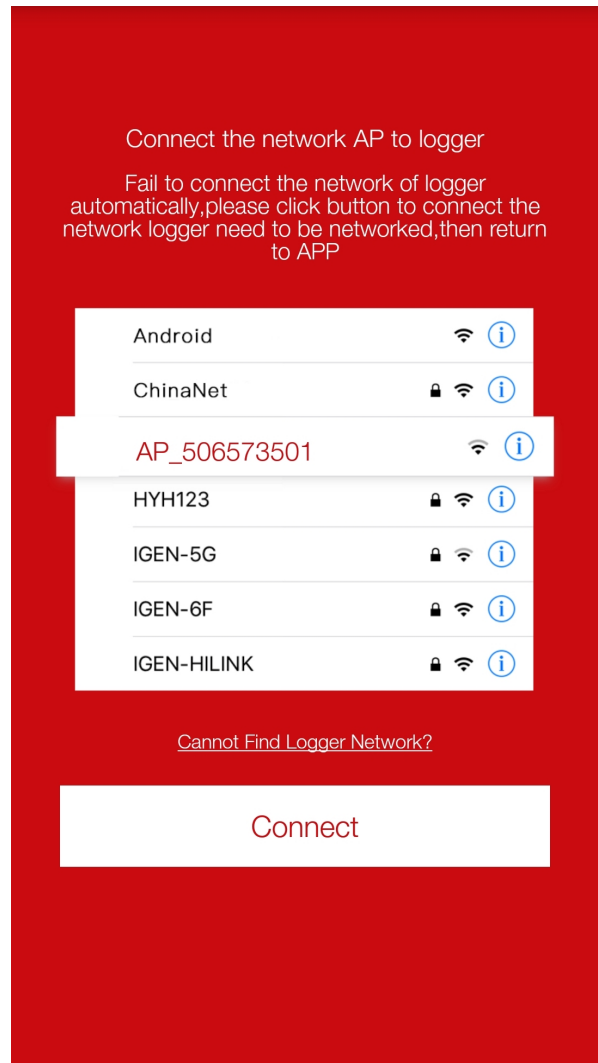 Connect the network AP to logger
Fail to connect the network of logger
automatically,please click button to connect the
network logger need to be networked,then return
to APP
Android
ChinaNet
AP_506573501
HYH123
IGEN-5G
IGEN-6F
IGEN-HILINK
Cannot Find Logger Network?
Connect